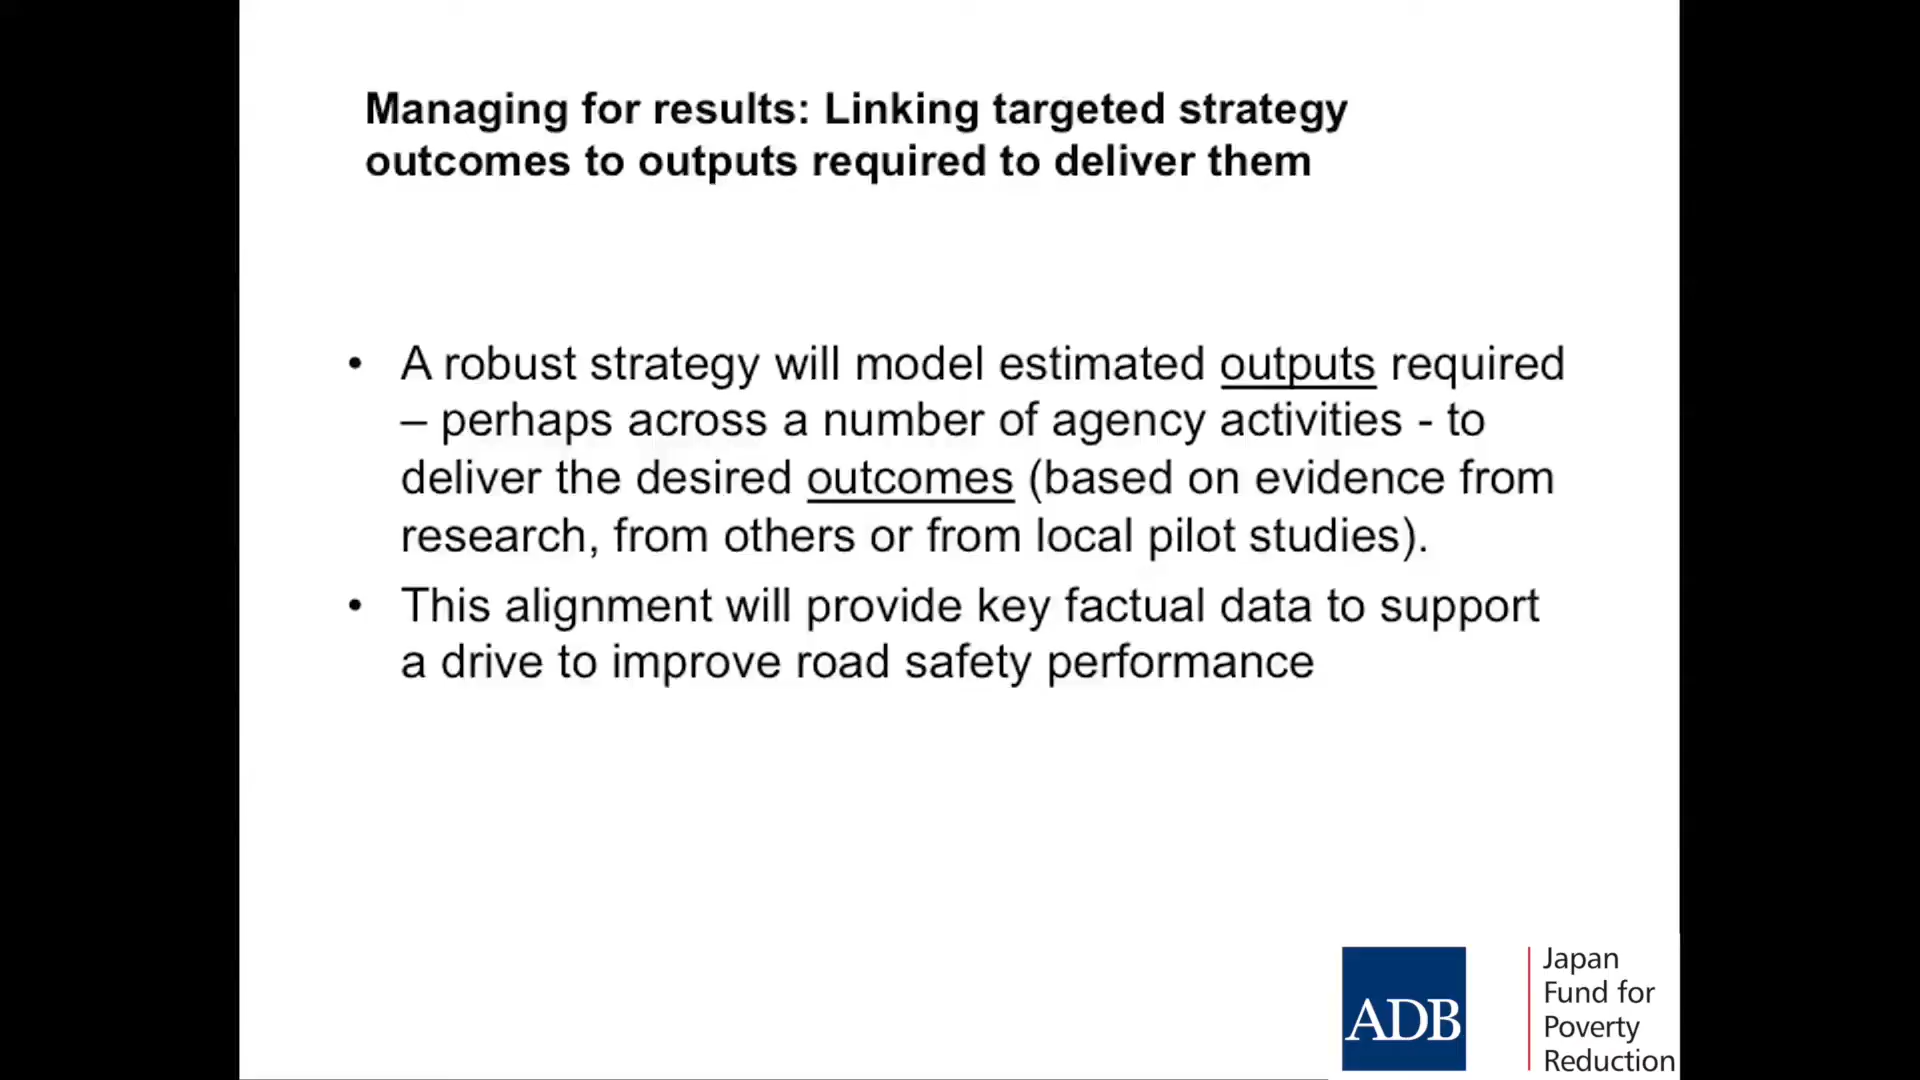 Managing for results: Linking targeted strategy
outcomes to outputs required to deliver them
• A robust strategy will model estimated outputs required
– perhaps across a number of agency activities - to
deliver the desired outcomes (based on evidence from
research, from others or from local pilot studies).
• This alignment will provide key factual data to support
a drive to improve road safety performance
ADB
Japan
Fund for
Poverty
Reduction